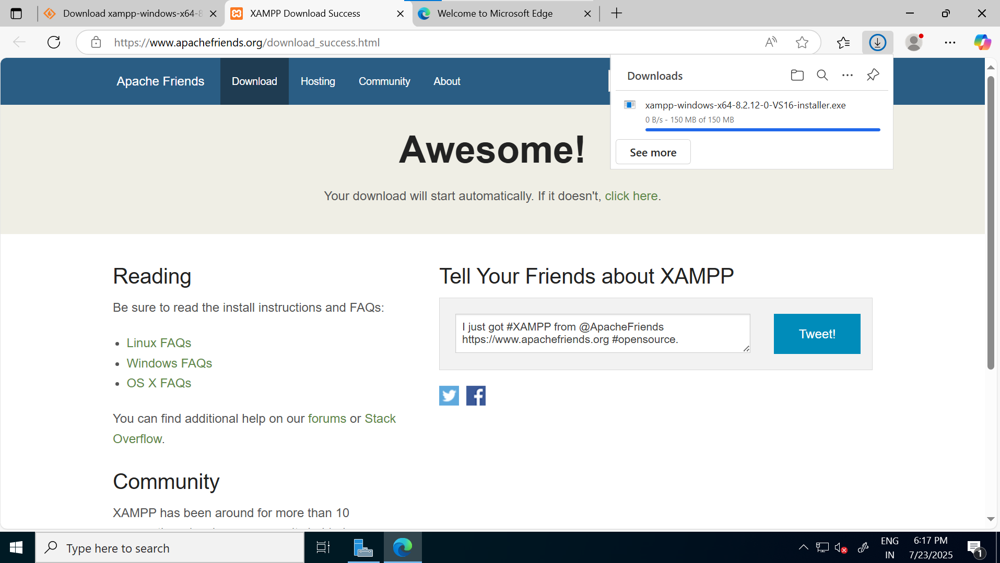 Download xampp-windows-x64-8
XAMPP Download Success
Welcome to Microsoft Edge
https://www.apachefriends.org/download_success.html
Apache Friends
Download
Hosting
Community
About
Downloads
xampp-windows-x64-8.2.12-0-VS16-installer.exe
0 B/s - 150 MB of 150 MB
See more
Awesome!
Your download will start automatically. If it doesn't, click here.
Reading
Be sure to read the install instructions and FAQs:
Linux FAQs
Windows FAQs
OS X FAQs
You can find additional help on our forums or Stack
Overflow.
Community
XAMPP has been around for more than 10
Tell Your Friends about XAMPP
I just got #XAMPP from @ApacheFriends
https://www.apachefriends.org #opensource.
Tweet!
Type here to search
ENG
IN
6:17 PM
7/23/2025
1